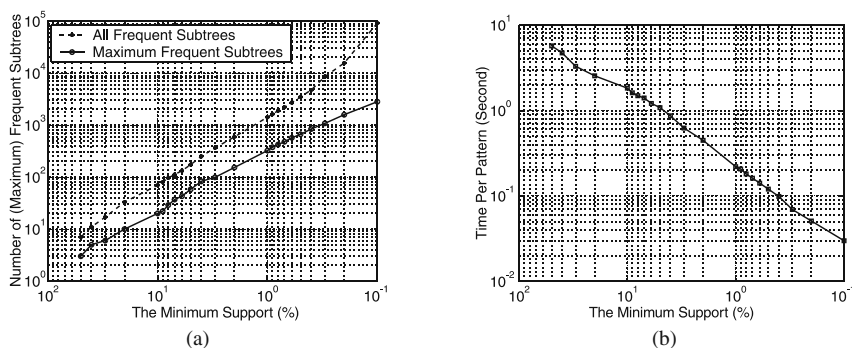 10^5
10^4
10^3
10^2
10^1
10^0
Number of (Maximum) Frequent Subtrees
All Frequent Subtrees
Maximum Frequent Subtrees
10^2
10^1
10^0
10^-1
The Minimum Support (%)
(a)
10^1
10^0
10^-1
10^-2
Time Per Pattern (Second)
10^2
10^1
10^0
10^-1
The Minimum Support (%)
(b)